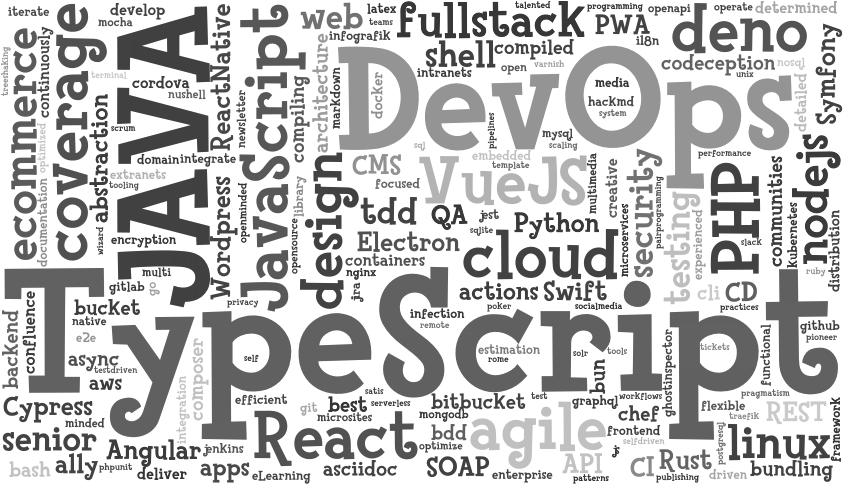 iterate
develop
mocha
web
latex
teams
infografik
fullstack
talented
programming
PWA
openapi
il8n
operate
determined
deno
ecommerce
continuously
coverage
treeshaking
terminal
cordova
nushell
scrum
abstraction
JAVA
ReactNative
JavaScript
newsletter
compiling
architecture
markdown
docker
shell
compiled
intranets
open
varnish
DevOps
media
hackmd
system
codeception
unix
nosql
detailed
Symfony
documentation
optimized
domain
integrate
extranets
tooling
wizard
encryption
Wordpress
openminded
library
opensource
design
CMS
focused
sql
pipelines
mysql
scaling
embedded
template
VueJS
multimedia
creative
security
pairprogramming
microservices
performance
testing
experienced
PHP
slack
communities
kubernetes
nodejs
ruby
distribution
tdd
QA
jest
sqlite
Python
Electron
containers
nginx
jra
cloud
actions
Swift
socialmedia
poker
cli
CD
practices
multi
go
gitlab
bucket
native
privacy
TypeScript
infection
remote
backend
confluence
e2e
async
testdriven
aws
composer
integration
self
efficient
estimation
rome
solr
tools
bun
ghostinspector
tickets
functional
github
pioneer
pragmatism
Cypress
minded
senior
Angular
bash
ally
phpunit
deliver
jenkins
apps
eLearning
React
git
best
satis
serverless
microsites
asciidoc
bitbucket
mongodb
bdd
optimize
SOAP
enterprise
agile
test
graphql
workflows
chef
frontend
selfdriven
js
API
patterns
CI
Rust
publishing
driven
flexible
traefik
REST
postgresql
linux
bundling
framework